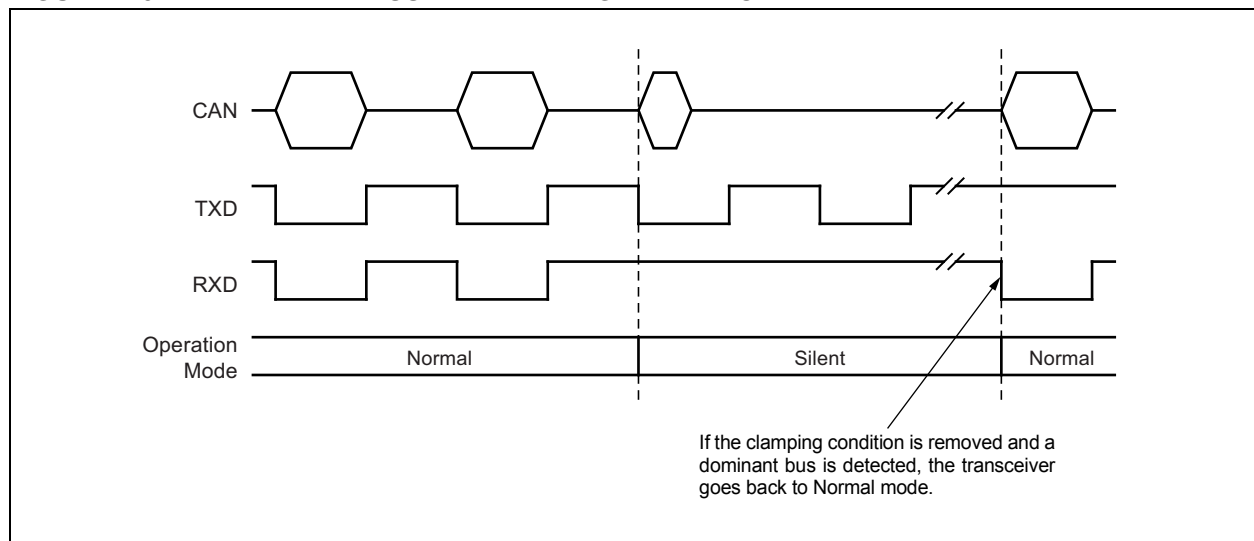 CAN
TXD
RXD
Operation
Mode
Normal
Silent
Normal
If the clamping condition is removed and a
dominant bus is detected, the transceiver
goes back to Normal mode.